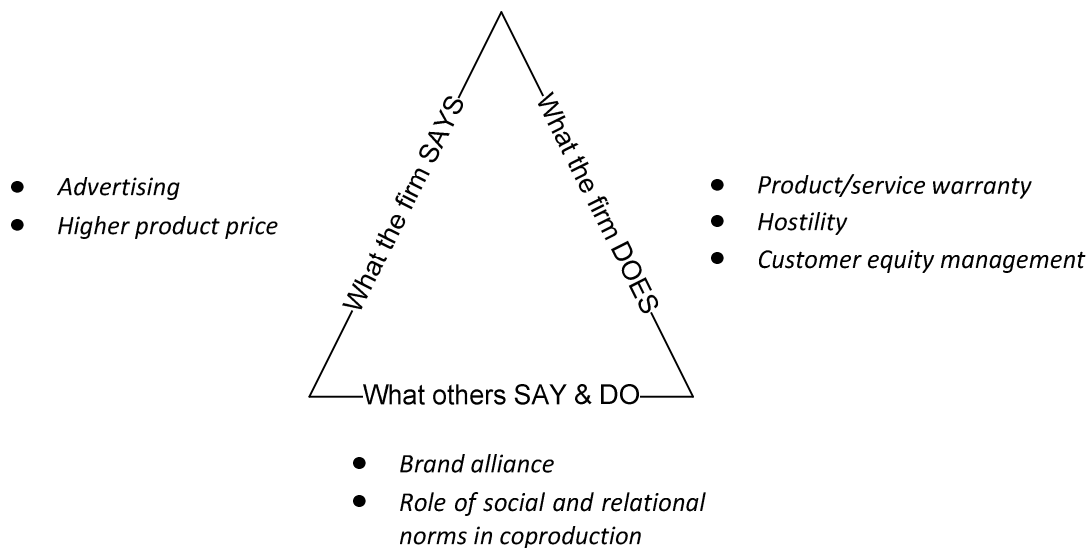 What the firm SAYS
What the firm DOES
• Advertising
• Higher product price
• Product/service warranty
• Hostility
• Customer equity management
What others SAY & DO
• Brand alliance
• Role of social and relational
norms in coproduction